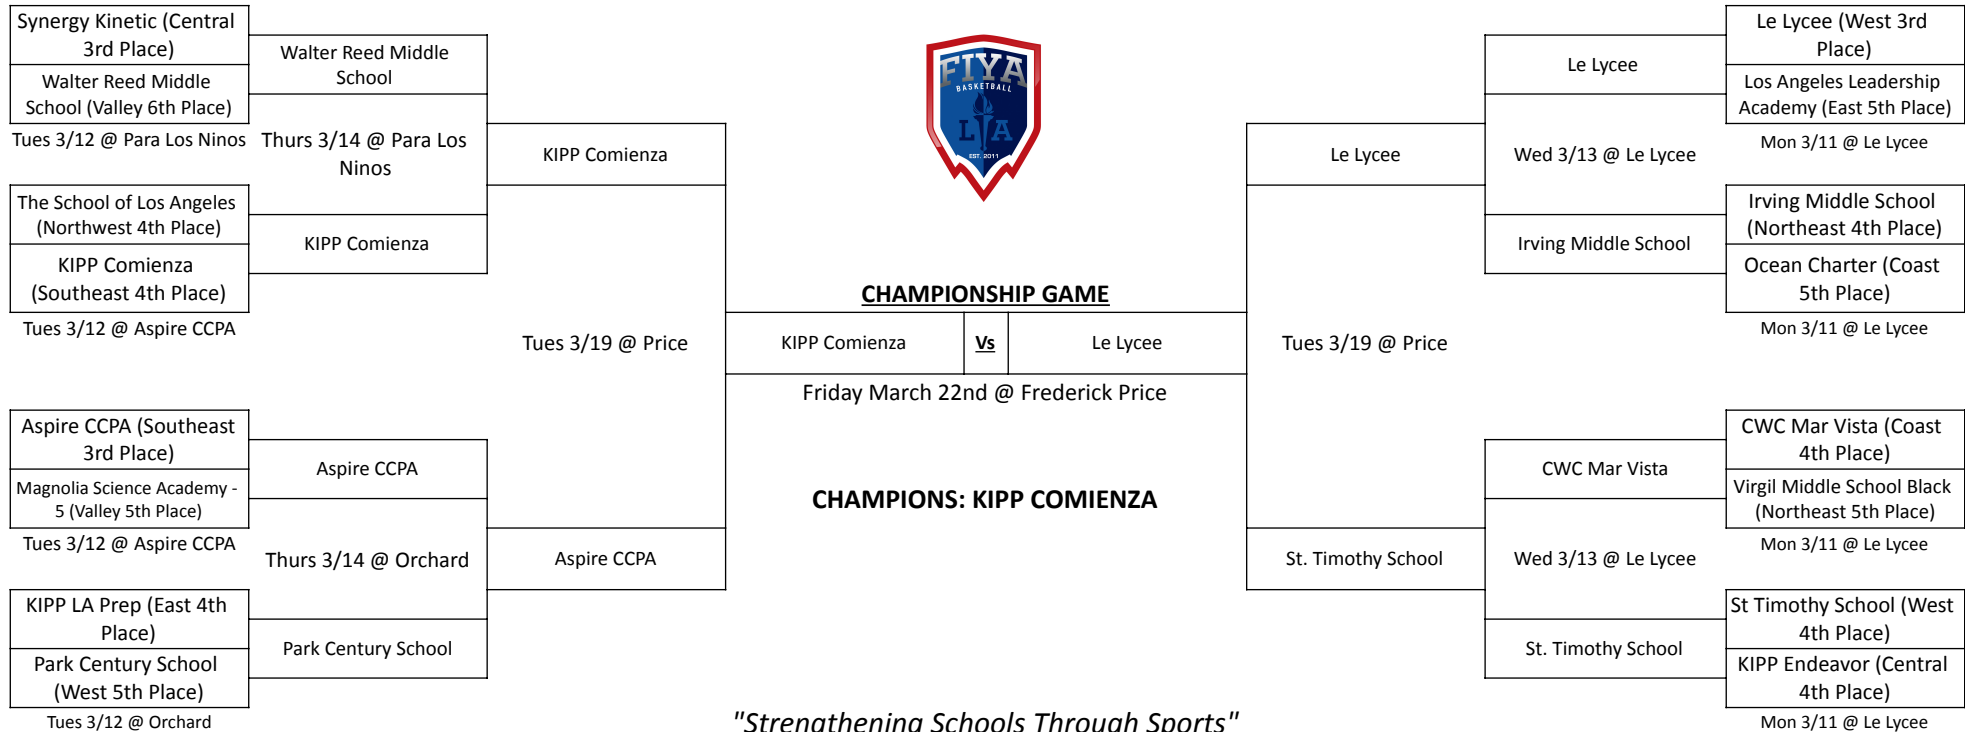 Synergy Kinetic (Central
3rd Place)
Walter Reed Middle
School (Valley 6th Place)
Tues 3/12 @ Para Los Ninos
The School of Los Angeles
(Northwest 4th Place)
KIPP Comienza
(Southeast 4th Place)
Tues 3/12 @ Aspire CCPA
Aspire CCPA (Southeast
3rd Place)
Magnolia Science Academy -
5 (Valley 5th Place)
Tues 3/12 @ Aspire CCPA
KIPP LA Prep (East 4th
Place)
Park Century School
(West 5th Place)
Tues 3/12 @ Orchard
Walter Reed Middle
School
Thurs 3/14 @ Para Los
Ninos
KIPP Comienza
Aspire CCPA
Thurs 3/14 @ Orchard
Park Century School
KIPP Comienza
Tues 3/19 @ Price
Aspire CCPA
FIYA
BASKETBALL
LA
EST. 2011
CHAMPIONSHIP GAME
KIPP Comienza
Vs
Le Lycee
Friday March 22nd @ Frederick Price
CHAMPIONS: KIPP COMIENZA
"Strengthening Schools Through Sports"
Le Lycee
Tues 3/19 @ Price
St. Timothy School
Le Lycee
Wed 3/13 @ Le Lycee
Irving Middle School
CWC Mar Vista
Wed 3/13 @ Le Lycee
St. Timothy School
Le Lycee (West 3rd
Place)
Los Angeles Leadership
Academy (East 5th Place)
Mon 3/11 @ Le Lycee
Irving Middle School
(Northeast 4th Place)
Ocean Charter (Coast
5th Place)
Mon 3/11 @ Le Lycee
CWC Mar Vista (Coast
4th Place)
Virgil Middle School Black
(Northeast 5th Place)
Mon 3/11 @ Le Lycee
St Timothy School (West
4th Place)
KIPP Endeavor (Central
4th Place)
Mon 3/11 @ Le Lycee